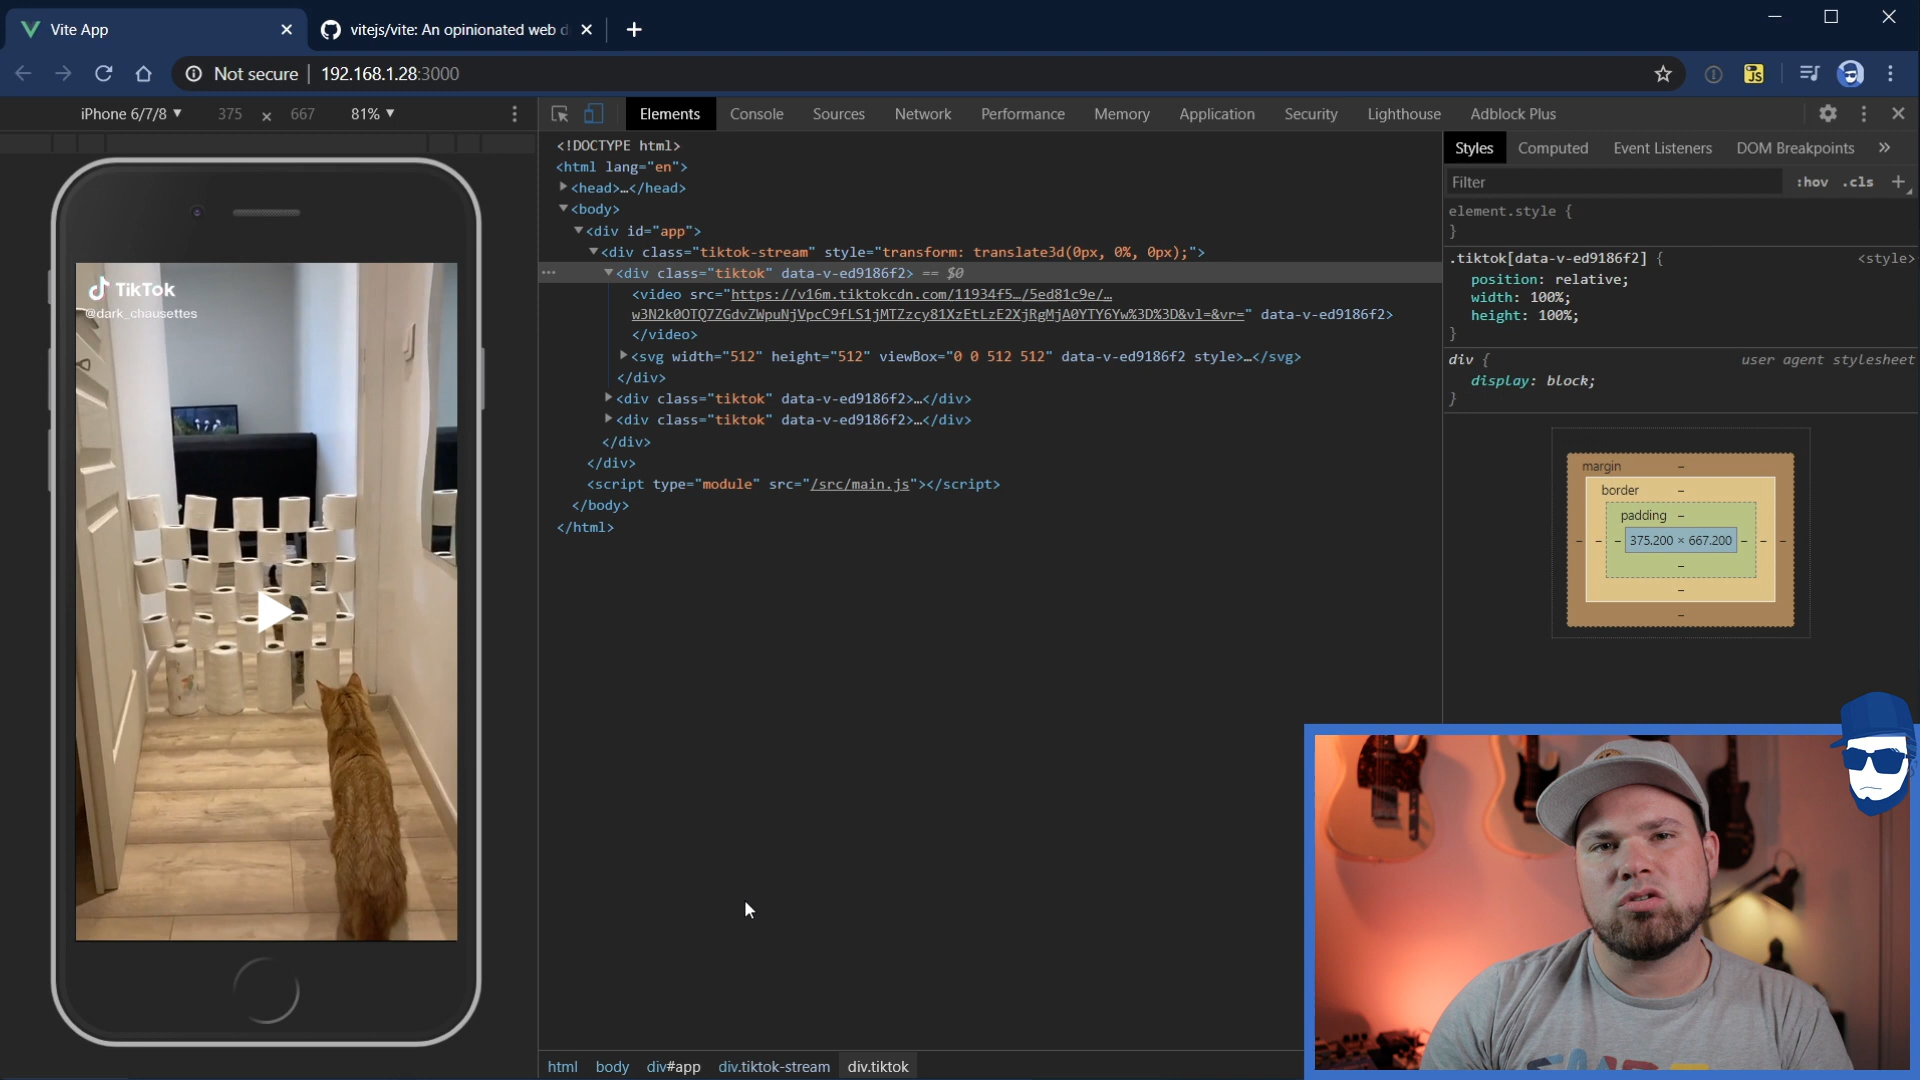 Vite App
vitejs/vite: An opinionated web d
Not secure
192.168.1.28:3000
JS
iPhone 6/7/8 ▼
375 × 667
81% ▼
Elements
Console
Sources
Network
Performance
Memory
Application
Security
Lighthouse
Adblock Plus
TikTok
@dark_chausettes
<!DOCTYPE html>
<html lang="en">
<head>…</head>
<body>
<div id="app">
<div class="tiktok-stream" style="transform: translate3d(0px, 0%, 0px);">
<div class="tiktok" data-v-ed9186f2> == $0
<video src="https://v16m.tiktokcdn.com/11934f5…/5ed81c9e/…
w3N2k0OTQ7ZGdvZWpuNjVpcC9fLS1jMTZzcy81XzEtLzE2XjRgMjA0YTY6Yw%3D%3D&vl=&vr=" data-v-ed9186f2>
</video>
<svg width="512" height="512" viewBox="0 0 512 512" data-v-ed9186f2 style>…</svg>
</div>
<div class="tiktok" data-v-ed9186f2>…</div>
<div class="tiktok" data-v-ed9186f2>…</div>
</div>
</div>
<script type="module" src="/src/main.js"></script>
</body>
</html>
html
body
div#app
div.tiktok-stream
div.tiktok
Styles
Computed
Event Listeners
DOM Breakpoints
»
Filter
:hov
.cls
+
element.style {
}
.tiktok[data-v-ed9186f2] {
<style>
position: relative;
width: 100%;
height: 100%;
}
div {
user agent stylesheet
display: block;
}
margin –
border –
padding –
375.200 × 667.200